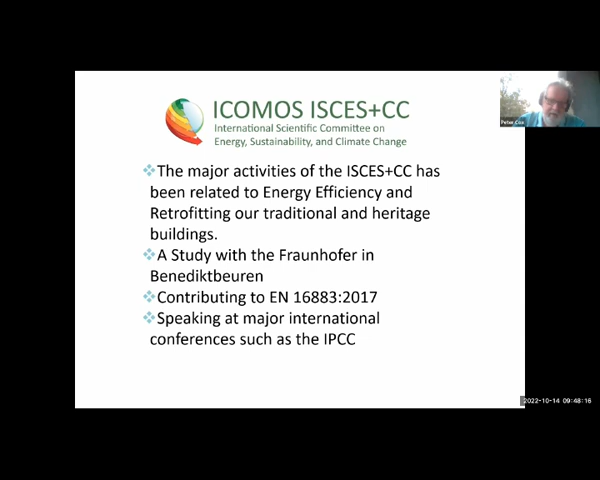 ICOMOS ISCES+CC
International Scientific Committee on
Energy, Sustainability, and Climate Change
The major activities of the ISCES+CC has
been related to Energy Efficiency and
Retrofitting our traditional and heritage
buildings.
A Study with the Fraunhofer in
Benediktbeuren
Contributing to EN 16883:2017
Speaking at major international
conferences such as the IPCC
Peter Cox
2022-10-14 09:48:16